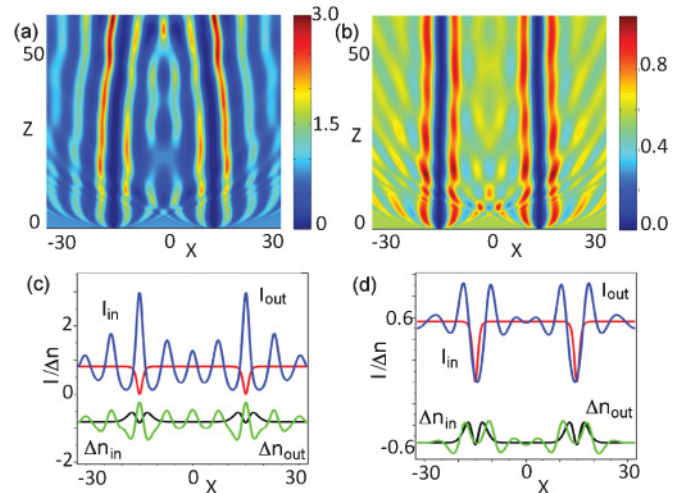 (a)
50
Z
0
-30
0
X
30
3.0
1.5
0
(b)
50
Z
0
-30
0
X
30
0.8
0.4
0.0
(c)
2
I/Δn
0
-2
I_in
I_out
Δn_in
Δn_out
-30
0
X
30
(d)
0.6
I/Δn
-0.6
I_out
I_in
Δn_in
Δn_out
-30
0
X
30